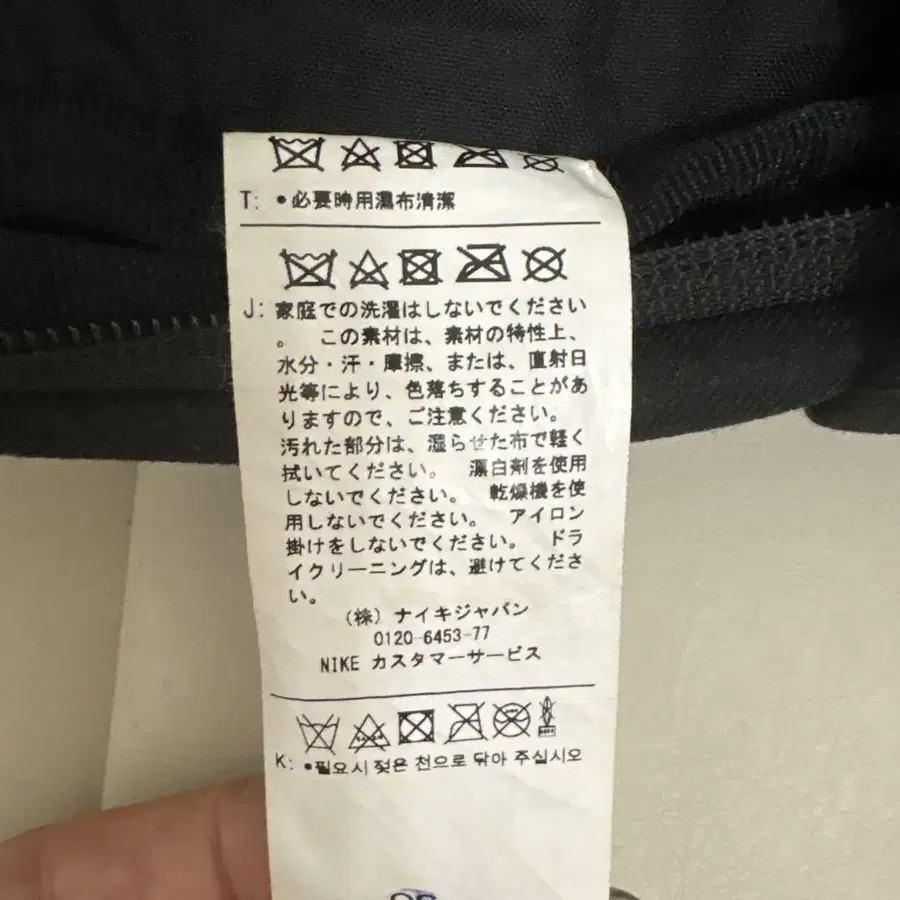 T: •必要時用濕布清潔
J: 家庭での洗濯はしないでください
。 この素材は、素材の特性上、
水分・汗・摩擦、または、直射日
光等により、色落ちすることがあ
りますので、ご注意ください。
汚れた部分は、湿らせた布で軽く
拭いてください。 漂白剤を使用
しないでください。 乾燥機を使
用しないでください。 アイロン
掛けをしないでください。 ドラ
イクリーニングは、避けてくださ
い。
(株) ナイキジャパン
0120-6453-77
NIKE カスタマーサービス
K: •필요시 젖은 천으로 닦아 주십시오